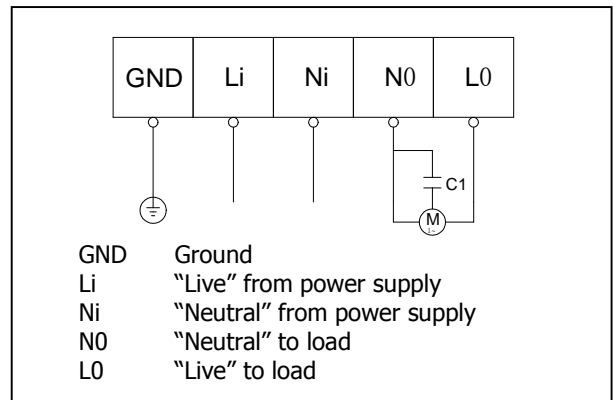 GND Li Ni N0 L0
C1
M
1~
GND Ground
Li “Live” from power supply
Ni “Neutral” from power supply
N0 “Neutral” to load
L0 “Live” to load